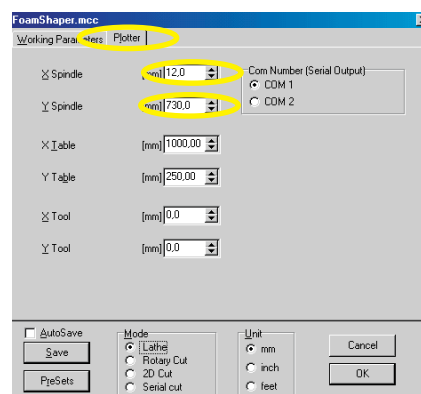 FoamShaper.mcc
Working Parameters Plotter
X Spindle [mm] 12,0
Y Spindle [mm] 730,0
X Table [mm] 1000,00
Y Table [mm] 250,00
X Tool [mm] 0,0
Y Tool [mm] 0,0
Com Number (Serial Output)
COM 1
COM 2
AutoSave
Save
PreSets
Mode
Lathe
Rotary Cut
2D Cut
Serial cut
Unit
mm
inch
feet
Cancel
OK